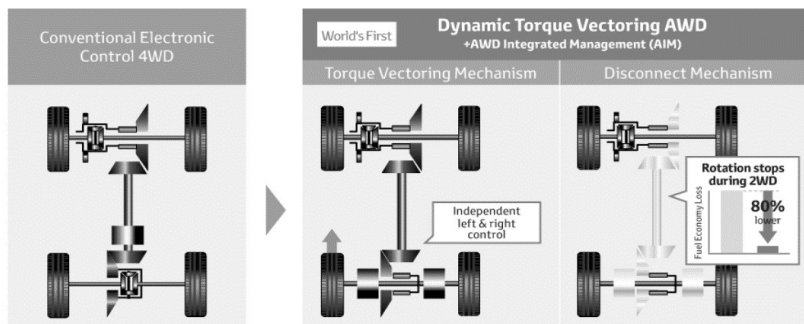 Conventional Electronic
Control 4WD
World's First
Dynamic Torque Vectoring AWD
+AWD Integrated Management (AIM)
Torque Vectoring Mechanism
Disconnect Mechanism
Independent
left & right
control
Rotation stops
during 2WD
Fuel Economy Loss
80%
lower